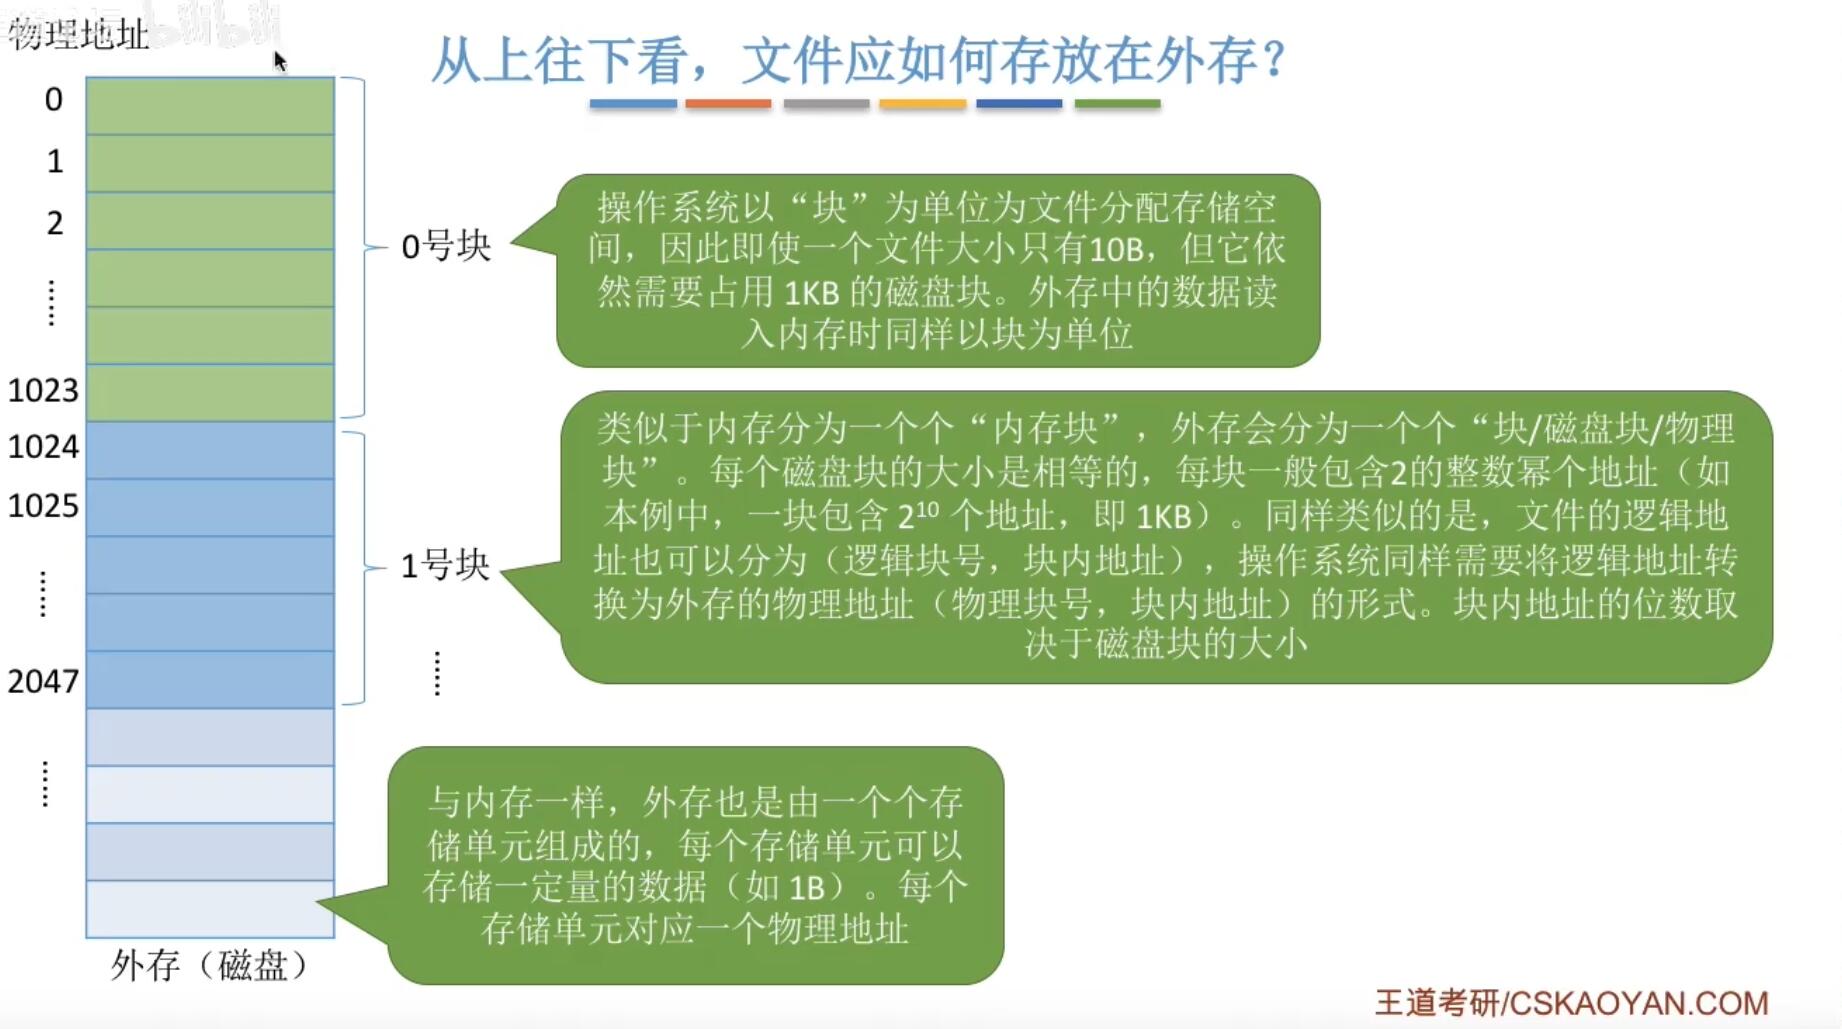 物理地址
bilibili
从上往下看，文件应如何存放在外存？
0
1
2
……
1023
1024
1025
……
2047
……
0号块
1号块
……
操作系统以“块”为单位为文件分配存储空
间，因此即使一个文件大小只有10B，但它依
然需要占用 1KB 的磁盘块。外存中的数据读
入内存时同样以块为单位
类似于内存分为一个个“内存块”，外存会分为一个个“块/磁盘块/物理
块”。每个磁盘块的大小是相等的，每块一般包含2的整数幂个地址（如
本例中，一块包含 2¹⁰ 个地址，即 1KB）。同样类似的是，文件的逻辑地
址也可以分为（逻辑块号，块内地址），操作系统同样需要将逻辑地址转
换为外存的物理地址（物理块号，块内地址）的形式。块内地址的位数取
决于磁盘块的大小
与内存一样，外存也是由一个个存
储单元组成的，每个存储单元可以
存储一定量的数据（如 1B）。每个
存储单元对应一个物理地址
外存（磁盘）
王道考研/CSKAOYAN.COM